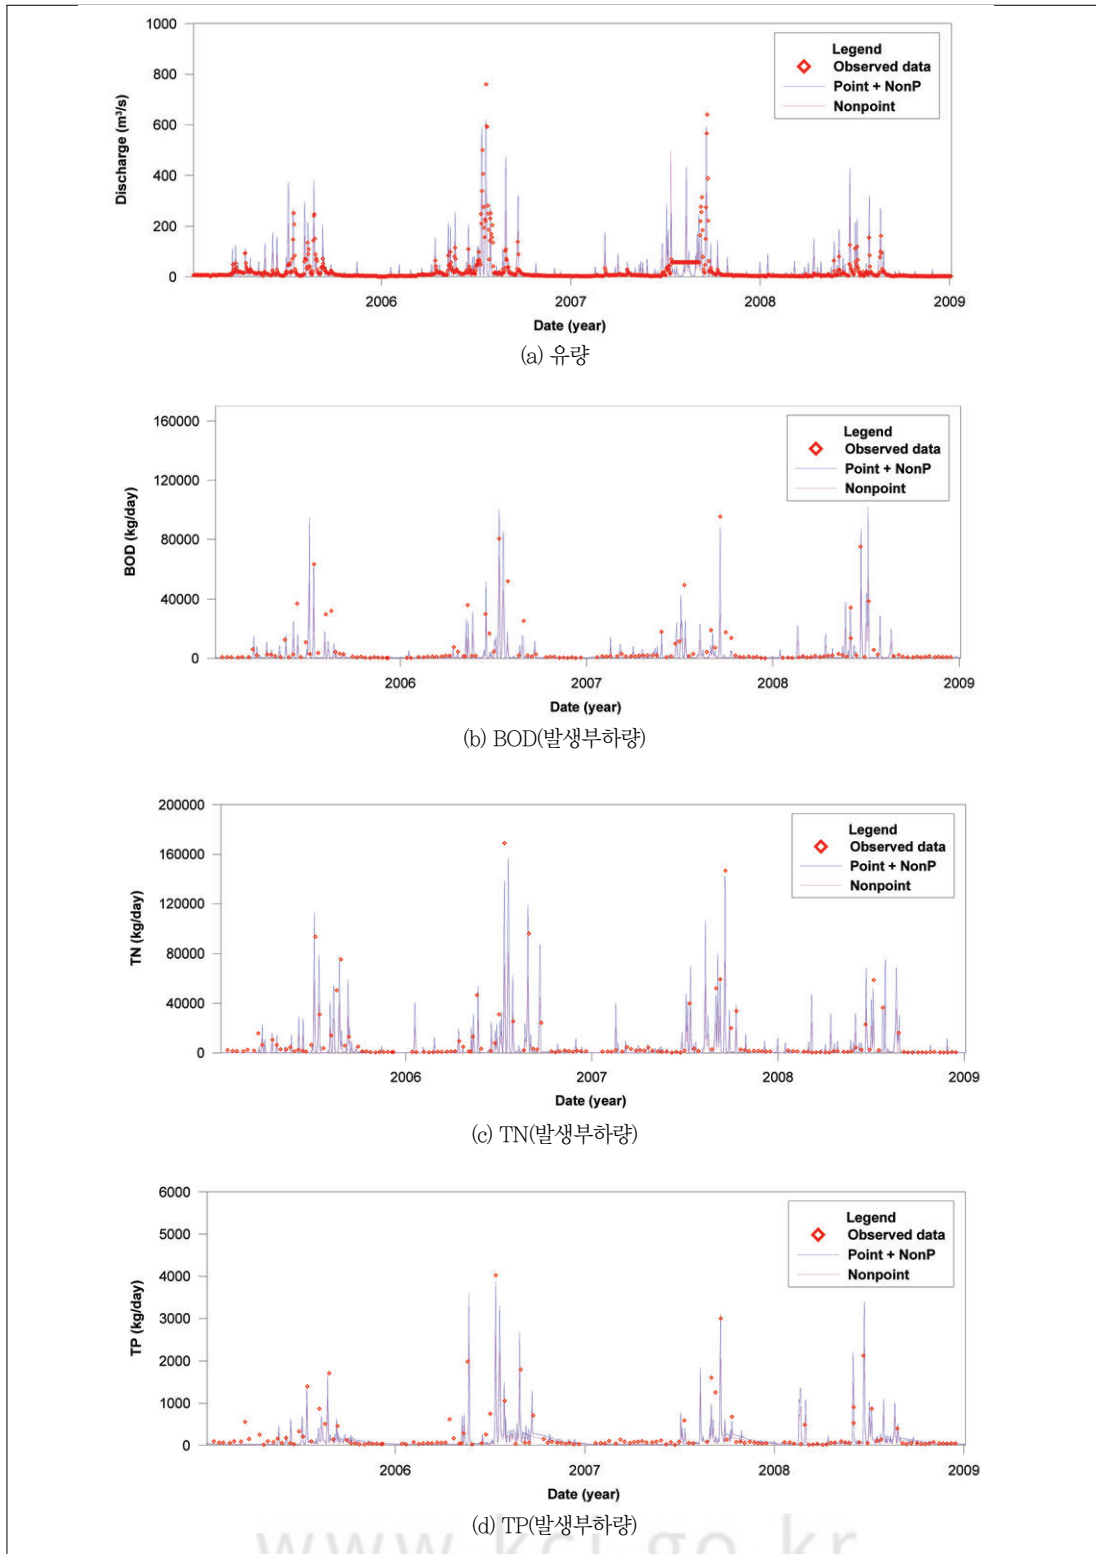 1000
800
600
400
200
0
Discharge (m³/s)
Legend
Observed data
Point + NonP
Nonpoint
2006
2007
2008
2009
Date (year)
(a) 유량
160000
120000
80000
40000
0
BOD (kg/day)
Legend
Observed data
Point + NonP
Nonpoint
2006
2007
2008
2009
Date (year)
(b) BOD(발생부하량)
200000
160000
120000
80000
40000
0
TN (kg/day)
Legend
Observed data
Point + NonP
Nonpoint
2006
2007
2008
2009
Date (year)
(c) TN(발생부하량)
6000
5000
4000
3000
2000
1000
0
TP (kg/day)
Legend
Observed data
Point + NonP
Nonpoint
2006
2007
2008
2009
Date (year)
(d) TP(발생부하량)
www.kci.go.kr